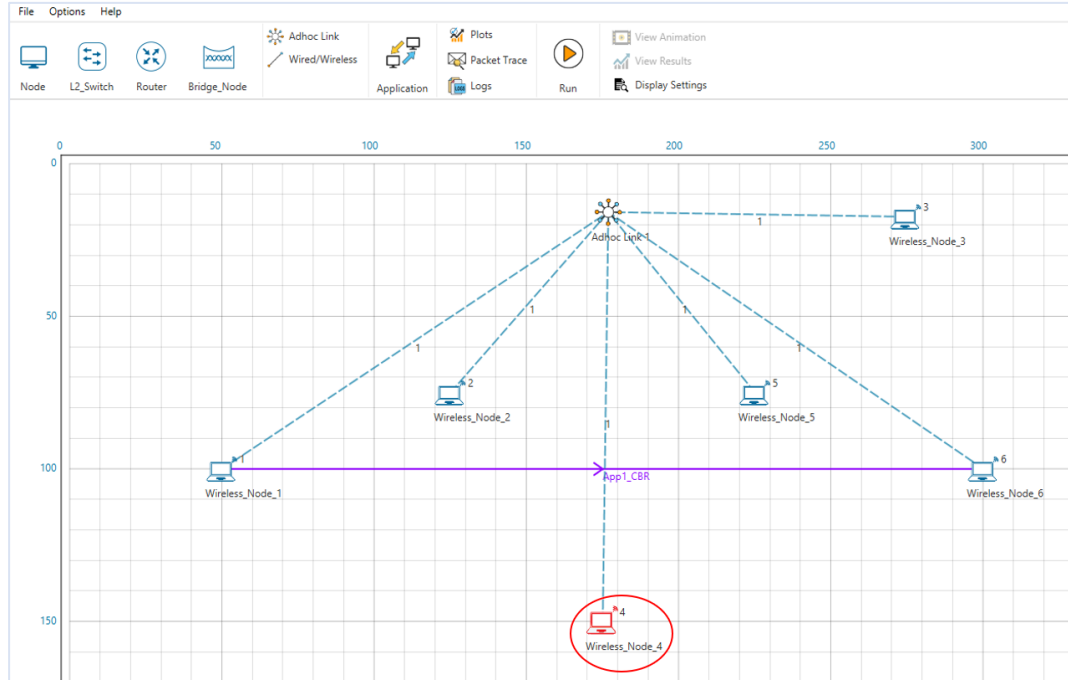 File Options Help
Adhoc Link
Wired/Wireless
Node
L2_Switch
Router
Bridge_Node
Application
Plots
Packet Trace
Logs
Run
View Animation
View Results
Display Settings
0 50 100 150 200 250 300
0
50
100
150
Adhoc Link 1
1
1
1
1
1
1
3
Wireless_Node_3
2
Wireless_Node_2
5
Wireless_Node_5
1
Wireless_Node_1
App1_CBR
6
Wireless_Node_6
4
Wireless_Node_4